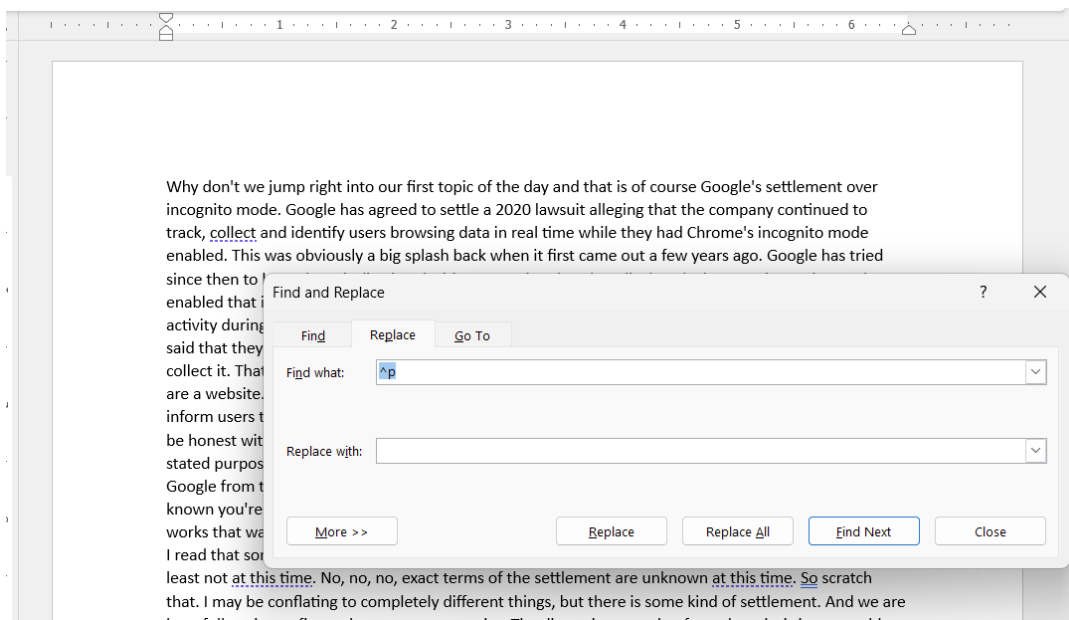 1 2 3 4 5 6
Why don't we jump right into our first topic of the day and that is of course Google's settlement over
incognito mode. Google has agreed to settle a 2020 lawsuit alleging that the company continued to
track, collect and identify users browsing data in real time while they had Chrome's incognito mode
enabled. This was obviously a big splash back when it first came out a few years ago. Google has tried
since then to
enabled that
activity during
said that they
collect it. That
are a website.
inform users
be honest
stated
Google from
known you're
works that
I read that
Find and Replace
?
Find Replace Go To
Find what: ^p
Replace with:
More >> Replace Replace All Find Next Close
least not at this time. No, no, no, exact terms of the settlement are unknown at this time. So scratch
that. I may be conflating to completely different things, but there is some kind of settlement. And we are